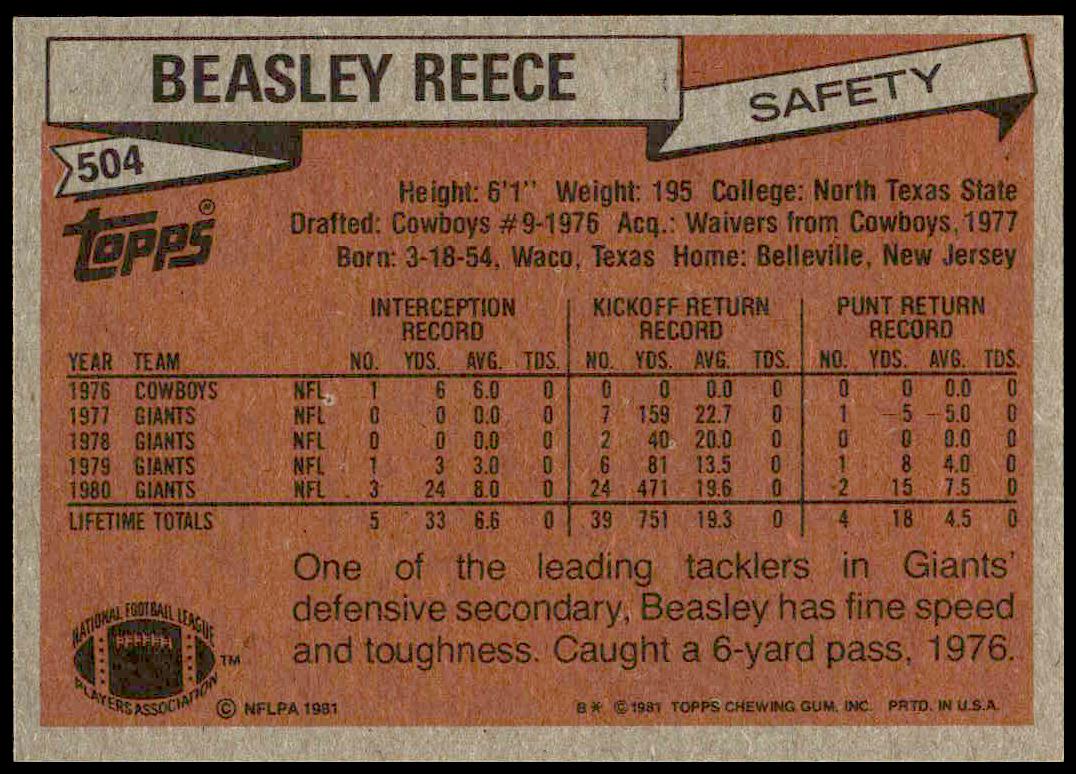 BEASLEY REECE
SAFETY
504
topps®
Height: 6'1" Weight: 195 College: North Texas State
Drafted: Cowboys #9-1976 Acq.: Waivers from Cowboys, 1977
Born: 3-18-54, Waco, Texas Home: Belleville, New Jersey
INTERCEPTION RECORD KICKOFF RETURN RECORD PUNT RETURN RECORD
YEAR TEAM NO. YDS. AVG. TDS. NO. YDS. AVG. TDS. NO. YDS. AVG. TDS.
1976 COWBOYS NFL 1 6 6.0 0 0 0 0.0 0 0 0 0.0 0
1977 GIANTS NFL 0 0 0.0 0 7 159 22.7 0 1 -5 -5.0 0
1978 GIANTS NFL 0 0 0.0 0 2 40 20.0 0 0 0 0.0 0
1979 GIANTS NFL 1 3 3.0 0 6 81 13.5 0 1 8 4.0 0
1980 GIANTS NFL 3 24 8.0 0 24 471 19.6 0 2 15 7.5 0
LIFETIME TOTALS 5 33 6.6 0 39 751 19.3 0 4 18 4.5 0
One of the leading tacklers in Giants'
defensive secondary, Beasley has fine speed
and toughness. Caught a 6-yard pass, 1976.
NATIONAL FOOTBALL LEAGUE
PLAYERS ASSOCIATION
TM
© NFLPA 1981
B* © 1981 TOPPS CHEWING GUM, INC. PRTD. IN U.S.A.